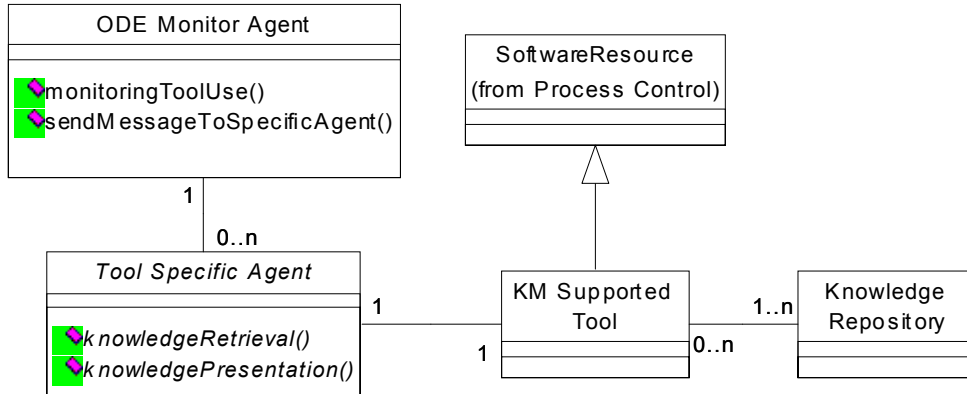 ODE Monitor Agent
monitoringToolUse()
sendMessageToSpecificAgent()
SoftwareResource
(from Process Control)
1
0..n
Tool Specific Agent
knowledgeRetrieval()
knowledgePresentation()
1
1
KM Supported
Tool
1..n
0..n
Knowledge
Repository